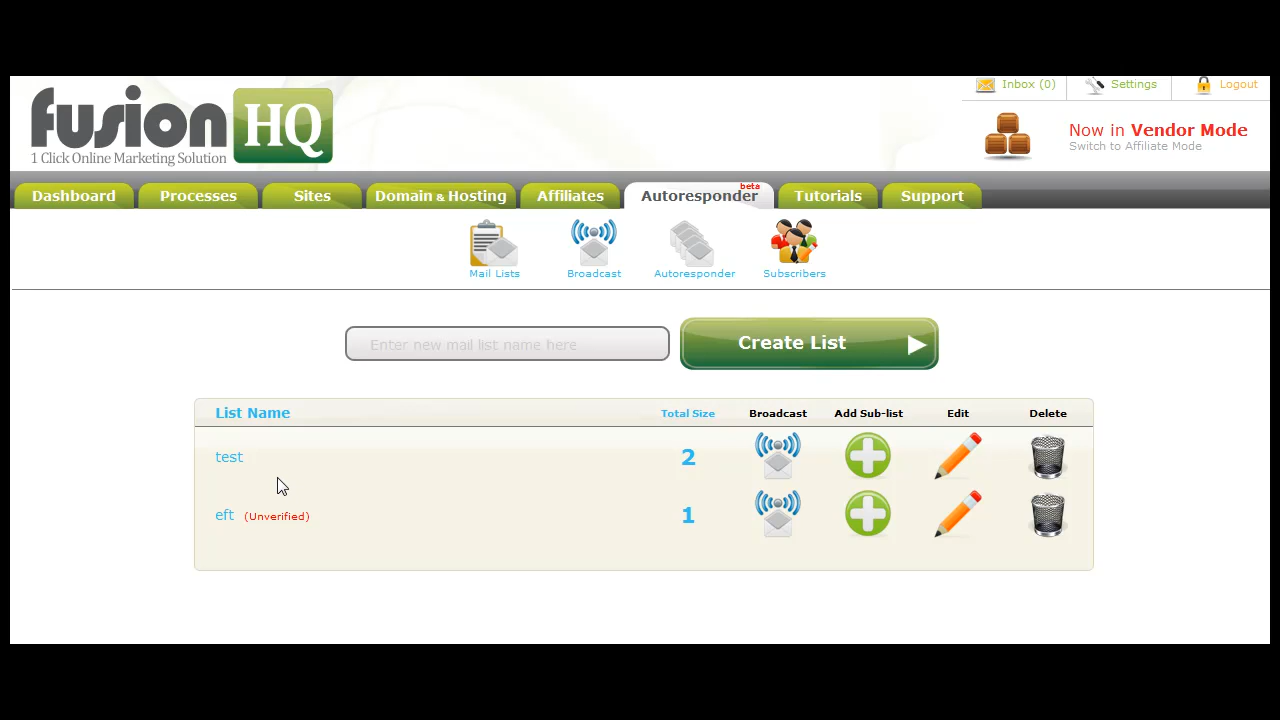 fusion HQ
1 Click Online Marketing Solution
Inbox (0) Settings Logout
Now in Vendor Mode
Switch to Affiliate Mode
Dashboard Processes Sites Domain & Hosting Affiliates Autoresponder beta Tutorials Support
Mail Lists Broadcast Autoresponder Subscribers
Enter new mail list name here Create List
List Name Total Size Broadcast Add Sub-list Edit Delete
test 2
eft (Unverified) 1